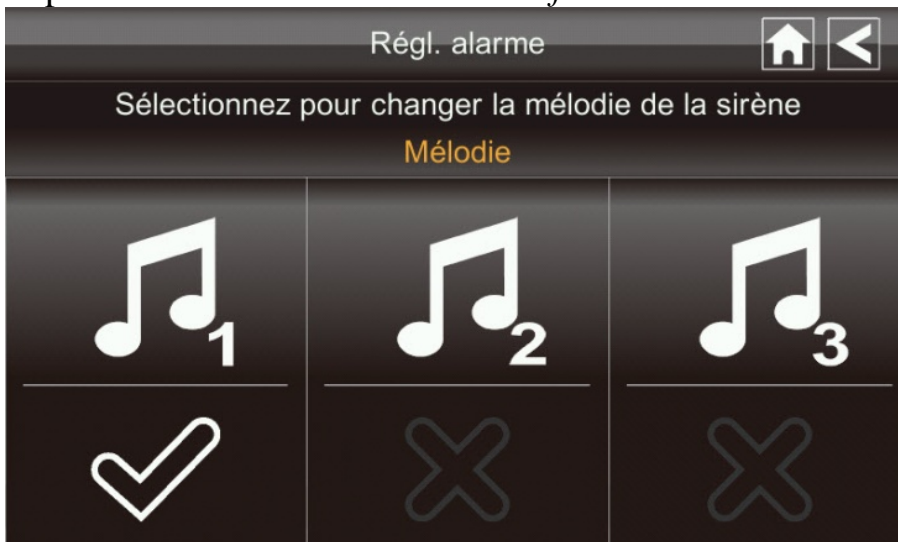 Régl. alarme
Sélectionnez pour changer la mélodie de la sirène
Mélodie
1 2 3